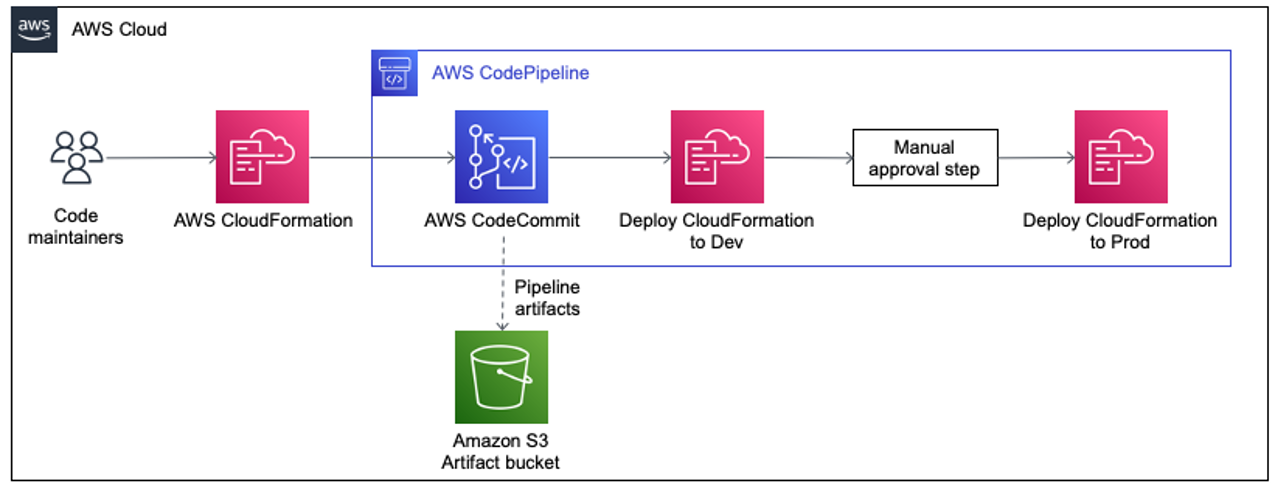 aws
AWS Cloud
AWS CodePipeline
Code
maintainers
AWS CloudFormation
AWS CodeCommit
Deploy CloudFormation
to Dev
Manual
approval step
Deploy CloudFormation
to Prod
Pipeline
artifacts
Amazon S3
Artifact bucket